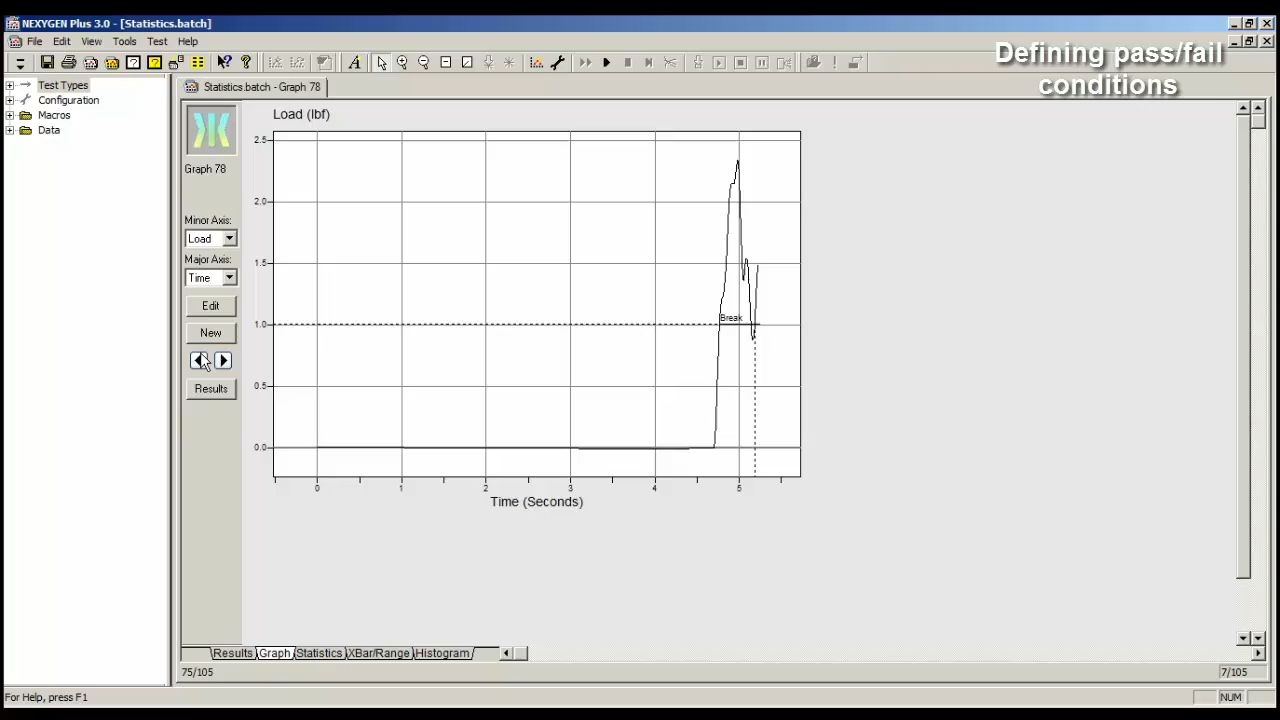 NEXYGEN Plus 3.0 - [Statistics.batch]
File Edit View Tools Test Help
Defining pass/fail
conditions
Test Types
Configuration
Macros
Data
Statistics.batch - Graph 78
Graph 78
Minor Axis:
Load
Major Axis:
Time
Edit
New
Results
Load (lbf)
2.5
2.0
1.5
1.0
0.5
0.0
Break
0 1 2 3 4 5
Time (Seconds)
Results Graph Statistics XBar/Range Histogram
75/105 7/105
For Help, press F1 NUM